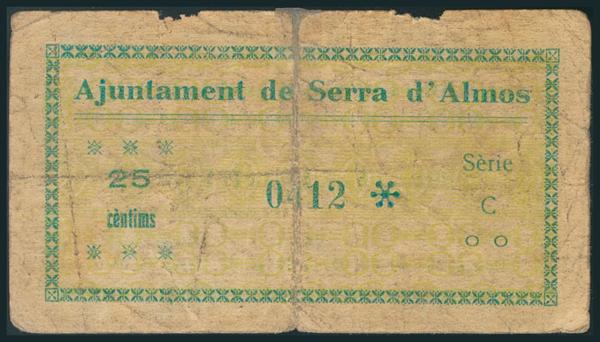 Ajuntament de Serra d'Almos
25
cèntims
0412 *
Sèrie
C
o o